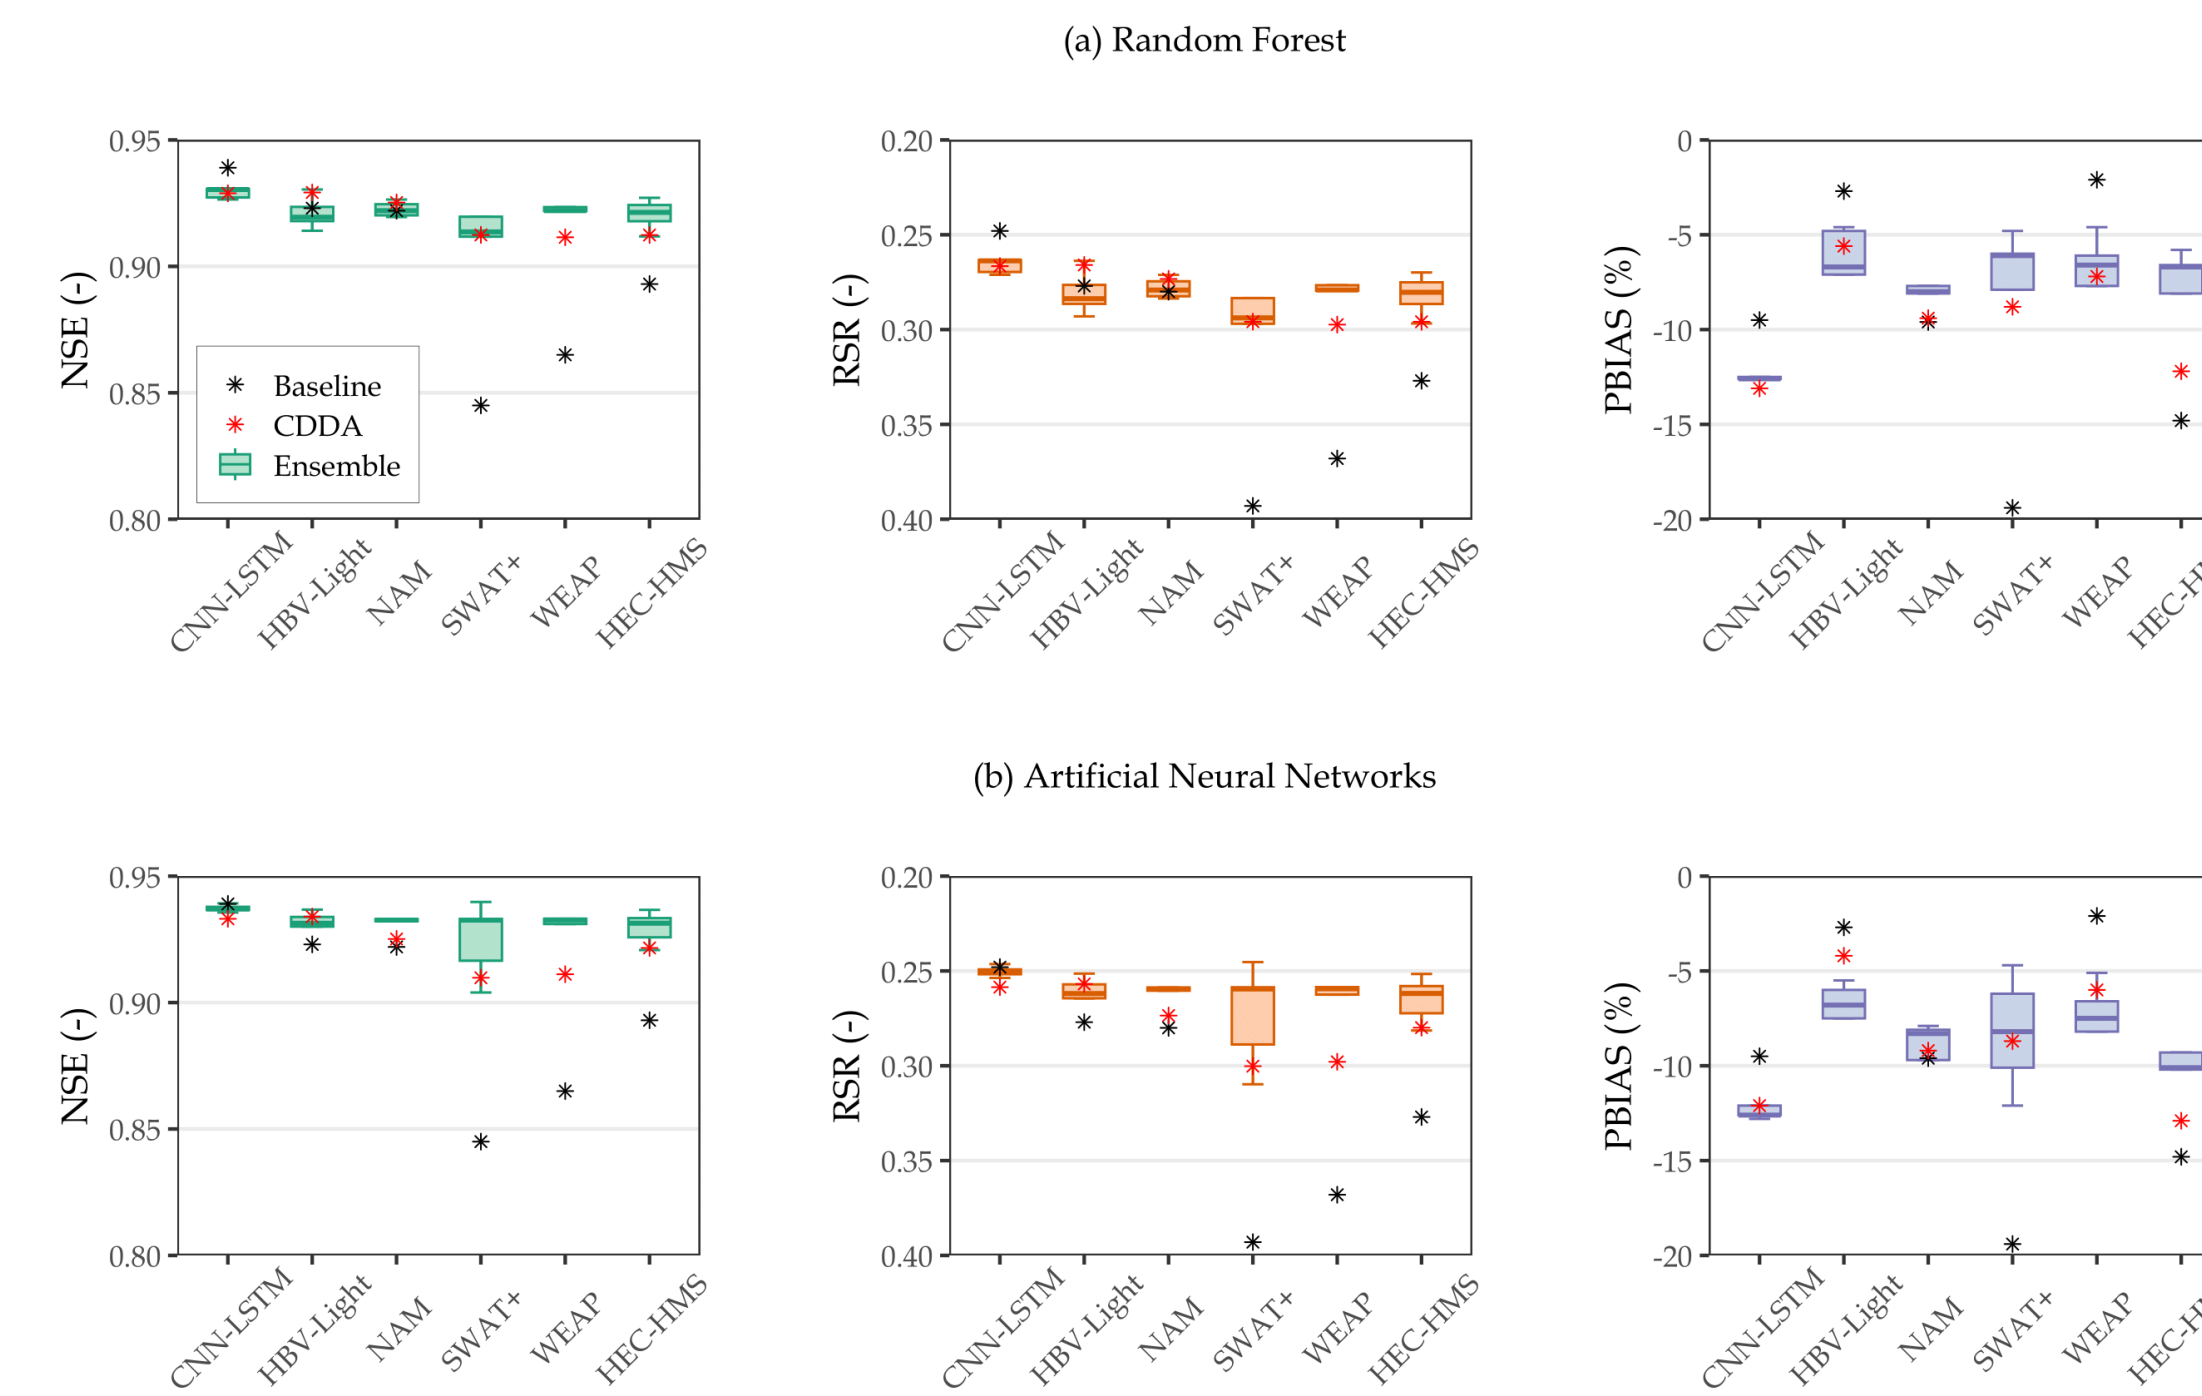 (a) Random Forest
NSE (-)
0.95
0.90
0.85
0.80
Baseline
CDDA
Ensemble
CNN-LSTM
HBV-Light
NAM
SWAT+
WEAP
HEC-HMS
RSR (-)
0.20
0.25
0.30
0.35
0.40
CNN-LSTM
HBV-Light
NAM
SWAT+
WEAP
HEC-HMS
PBIAS (%)
0
-5
-10
-15
-20
CNN-LSTM
HBV-Light
NAM
SWAT+
WEAP
(b) Artificial Neural Networks
NSE (-)
0.95
0.90
0.85
0.80
CNN-LSTM
HBV-Light
NAM
SWAT+
WEAP
HEC-HMS
RSR (-)
0.20
0.25
0.30
0.35
0.40
CNN-LSTM
HBV-Light
NAM
SWAT+
WEAP
HEC-HMS
PBIAS (%)
0
-5
-10
-15
-20
CNN-LSTM
HBV-Light
NAM
SWAT+
WEAP